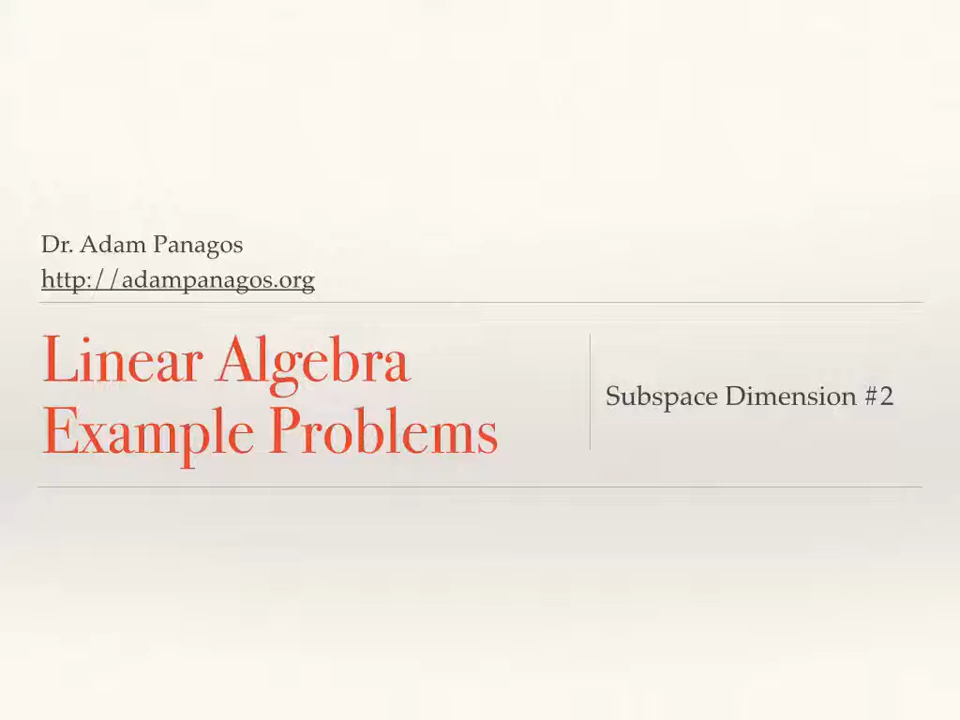 Dr. Adam Panagos
http://adampanagos.org
Linear Algebra
Example Problems
Subspace Dimension #2